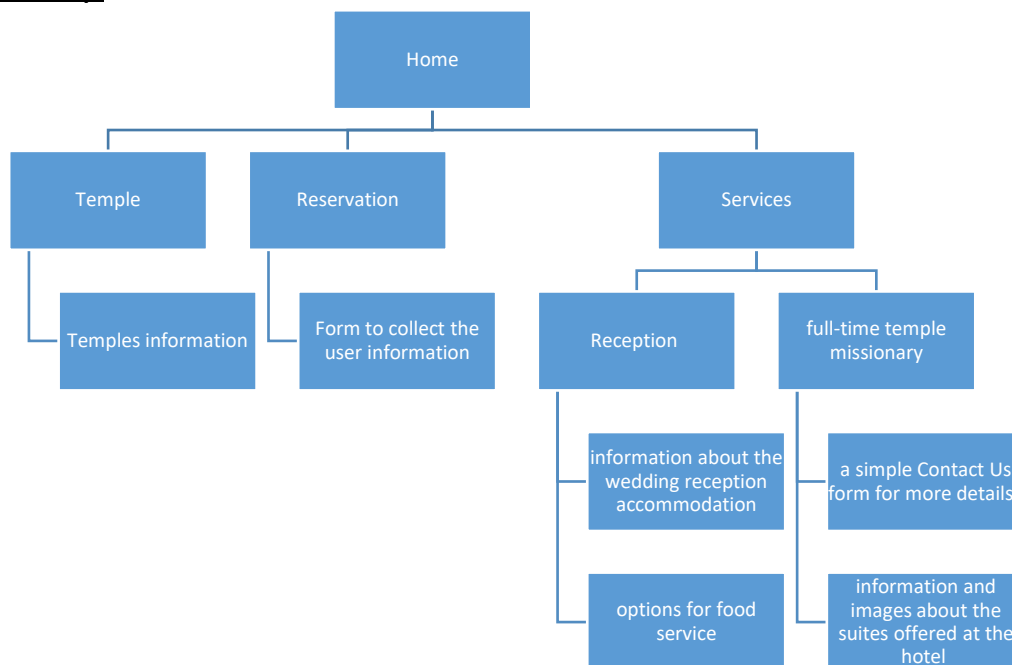 Home
Temple
Reservation
Services
Temples information
Form to collect the
user information
Reception
full-time temple
missionary
information about the
wedding reception
accommodation
a simple Contact Us
form for more details
options for food
service
information and
images about the
suites offered at the
hotel